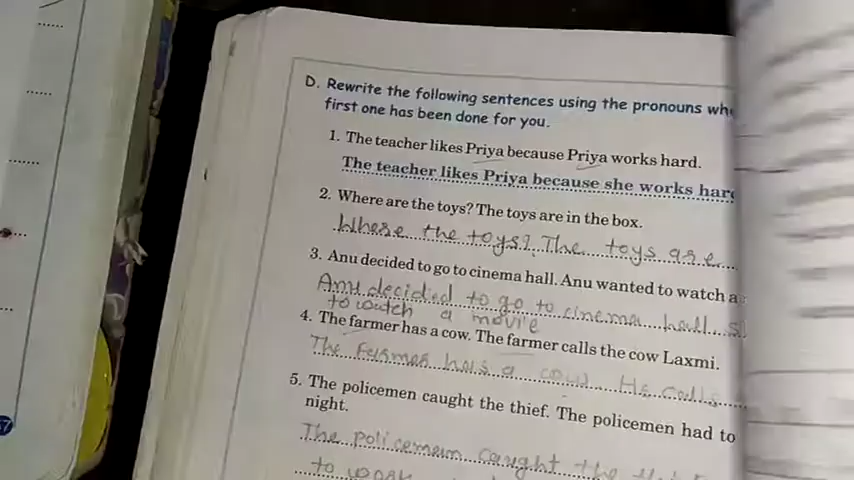 D. Rewrite the following sentences using the pronouns
first one has been done for you.
1. The teacher likes Priya because Priya works hard.
The teacher likes Priya because she works
2. Where are the toys? The toys are in the box.
Where the toys? The toys are
3. Anu decided to go to cinema hall. Anu wanted to watch a
Anu decided to go to cinema hall
to watch a movie
4. The farmer has a cow. The farmer calls the cow Laxmi.
The farmer has a cow. He calls
5. The policemen caught the thief. The policemen had to
night.
The policemen caught the
to